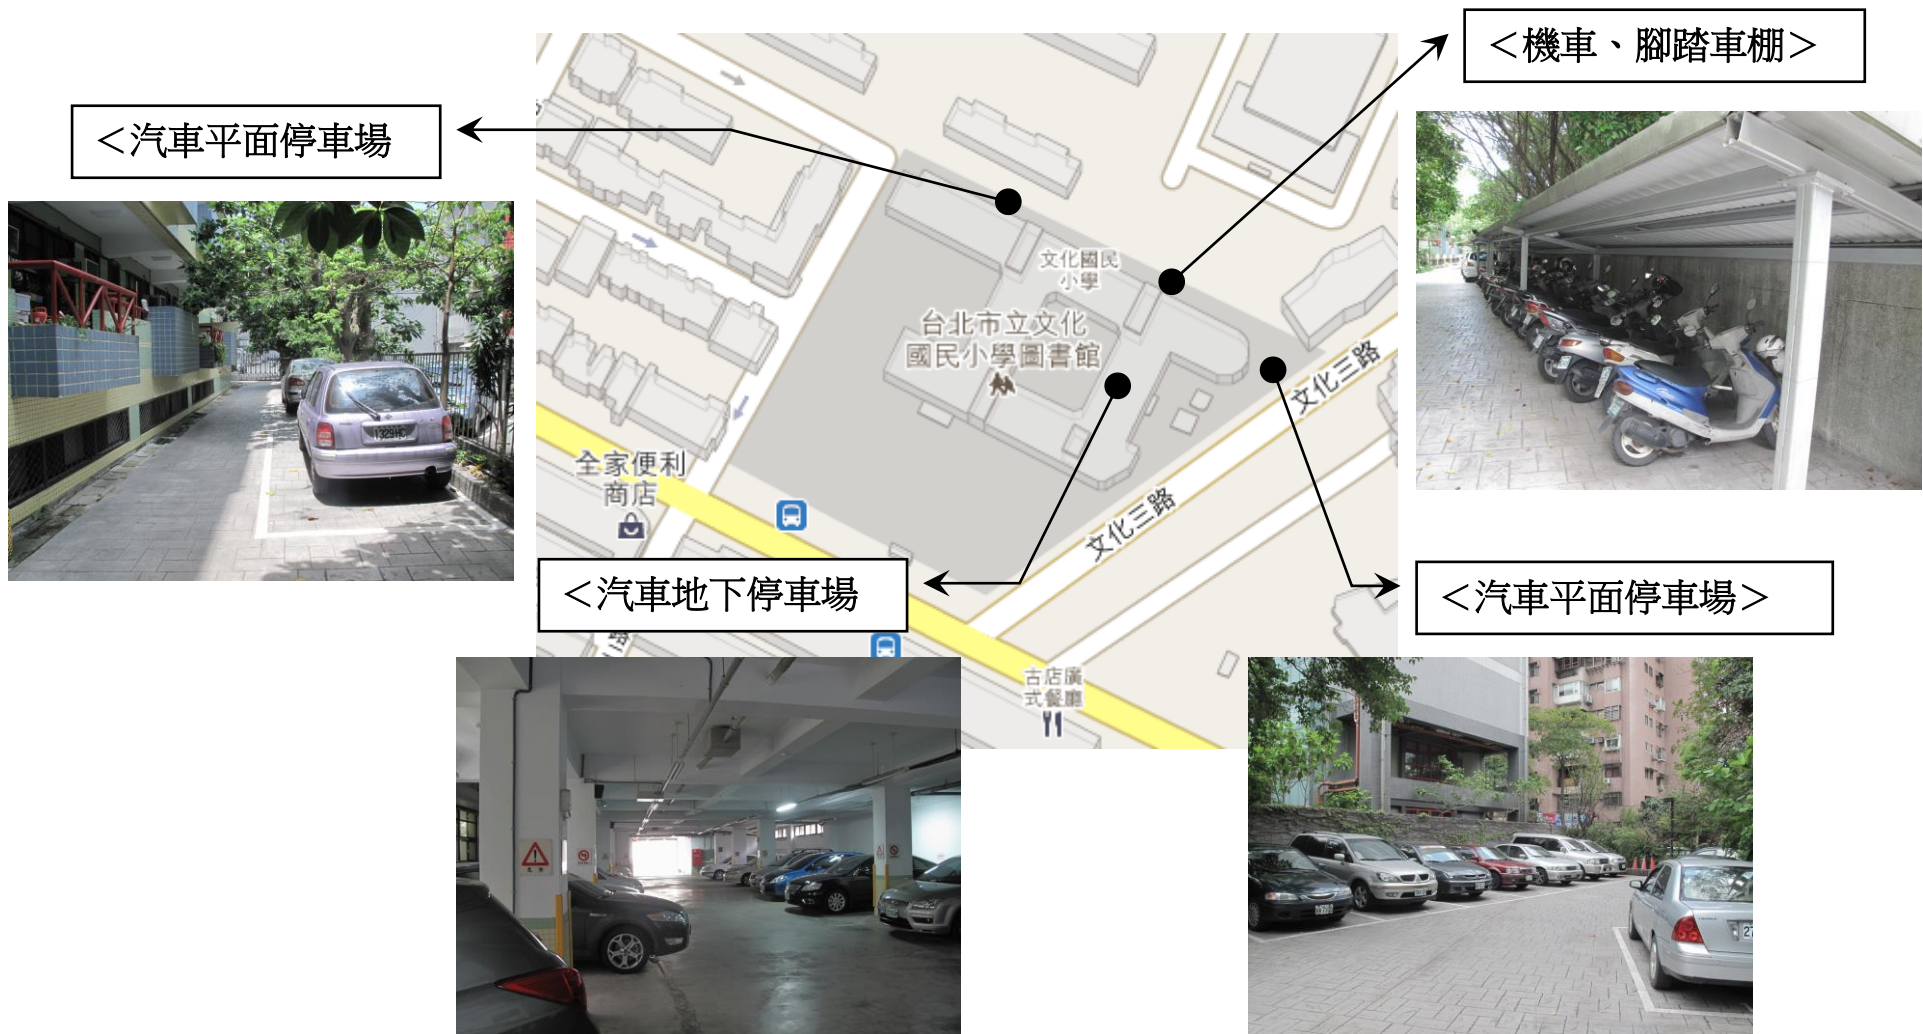 ＜機車、腳踏車棚＞
＜汽車平面停車場
文化國民
小學
台北市立文化
國民小學圖書館
文化三路
全家便利
商店
文化三路
＜汽車地下停車場
＜汽車平面停車場＞
路
古店廣
式餐廳
1329HC
27